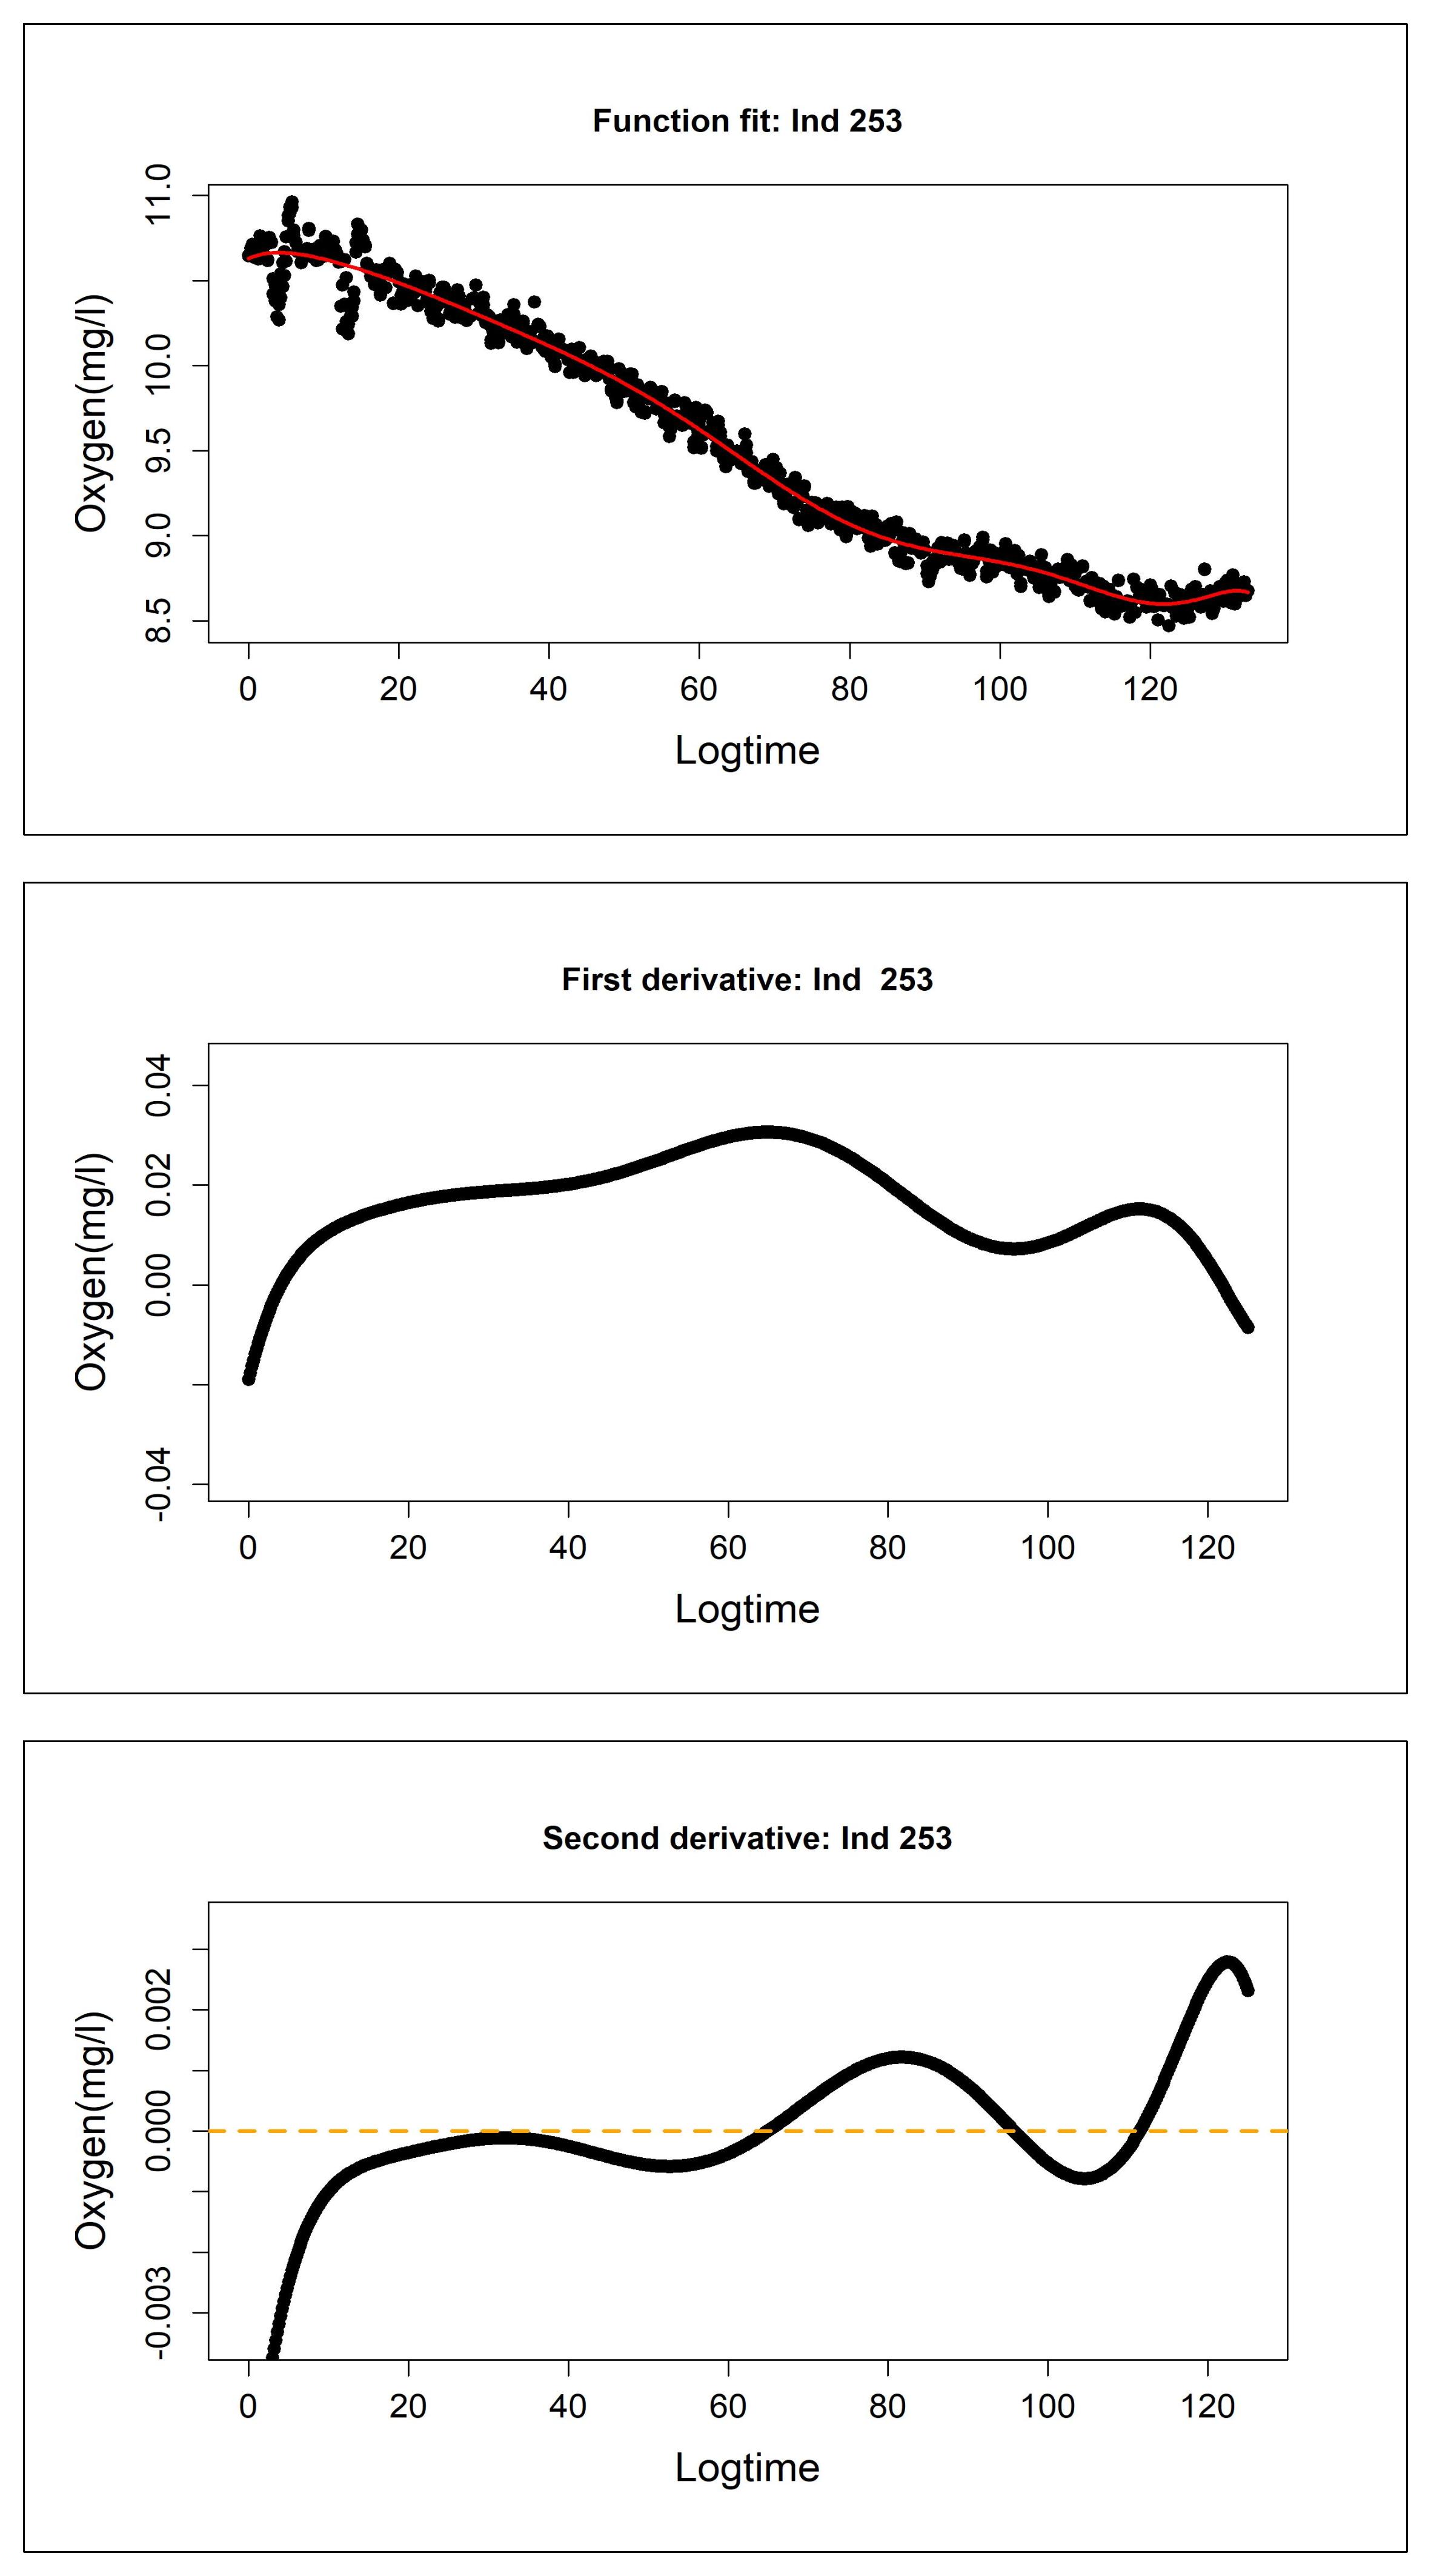 Function fit: Ind 253
Oxygen(mg/l)
11.0
10.0
9.5
9.0
8.5
0 20 40 60 80 100 120
Logtime
First derivative: Ind 253
Oxygen(mg/l)
0.04
0.02
0.00
-0.04
0 20 40 60 80 100 120
Logtime
Second derivative: Ind 253
Oxygen(mg/l)
0.002
0.000
-0.003
0 20 40 60 80 100 120
Logtime